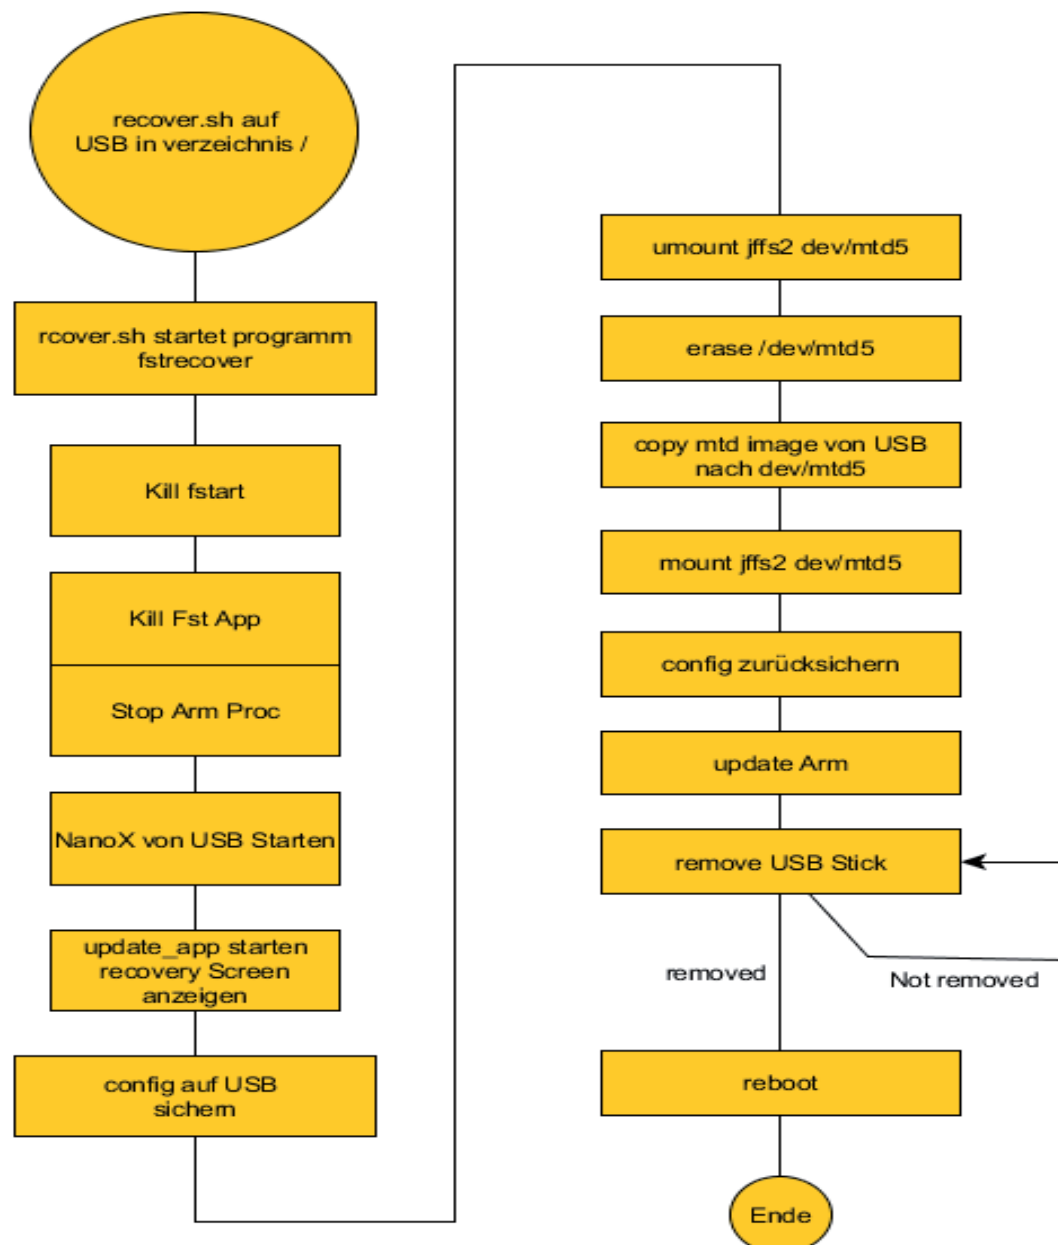 recover.sh auf
USB in verzeichnis /
rcover.sh startet programm
fstrecover
Kill fstart
Kill Fst App
Stop Arm Proc
NanoX von USB Starten
update_app starten
recovery Screen
anzeigen
config auf USB
sichern
umount jffs2 dev/mtd5
erase /dev/mtd5
copy mtd image von USB
nach dev/mtd5
mount jffs2 dev/mtd5
config zurücksichern
update Arm
remove USB Stick
removed
Not removed
reboot
Ende